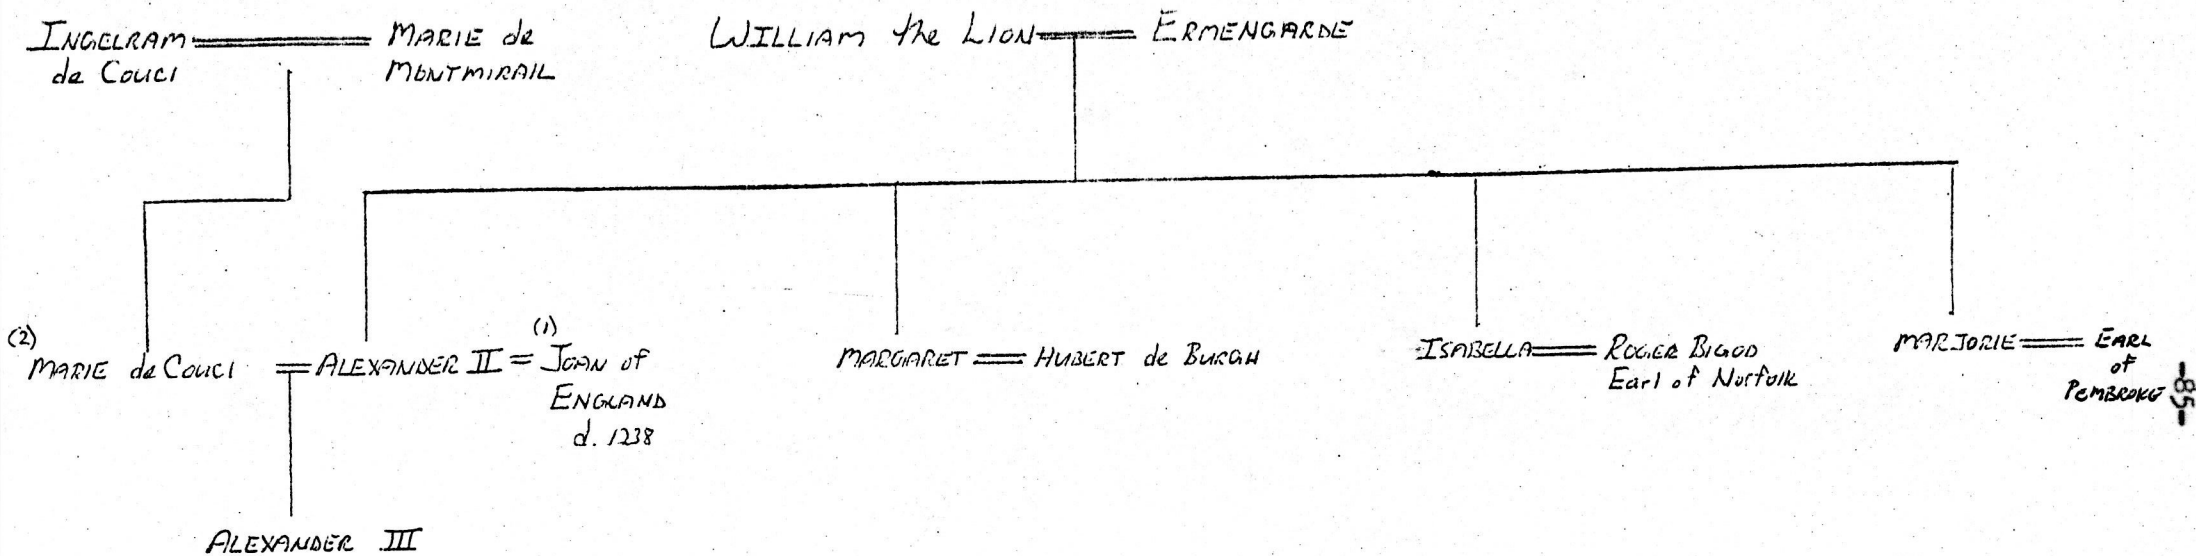 INGELRAM MARIE de WILLIAM the LION ERMENGARDE
de Couci MONTMIRAIL
(2) (1)
MARIE de Couci = ALEXANDER II = JOAN of MARGARET HUBERT de BURGH ISABELLA ROGER BIGOD MARJORIE EARL
ENGLAND Earl of Norfolk of
d. 1238 PEMBROKE
ALEXANDER III
-85-